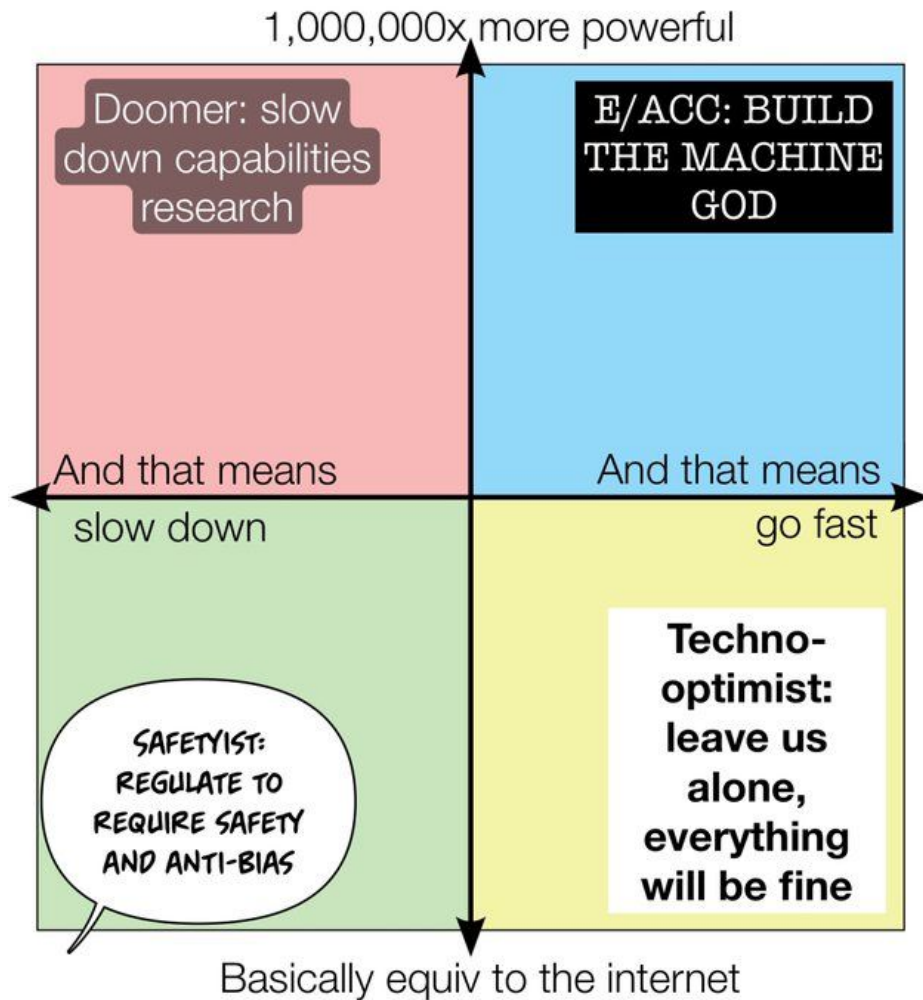 1,000,000x more powerful
Doomer: slow
down capabilities
research
E/ACC: BUILD
THE MACHINE
GOD
And that means
slow down
And that means
go fast
SAFETYIST:
REGULATE TO
REQUIRE SAFETY
AND ANTI-BIAS
Techno-
optimist:
leave us
alone,
everything
will be fine
Basically equiv to the internet